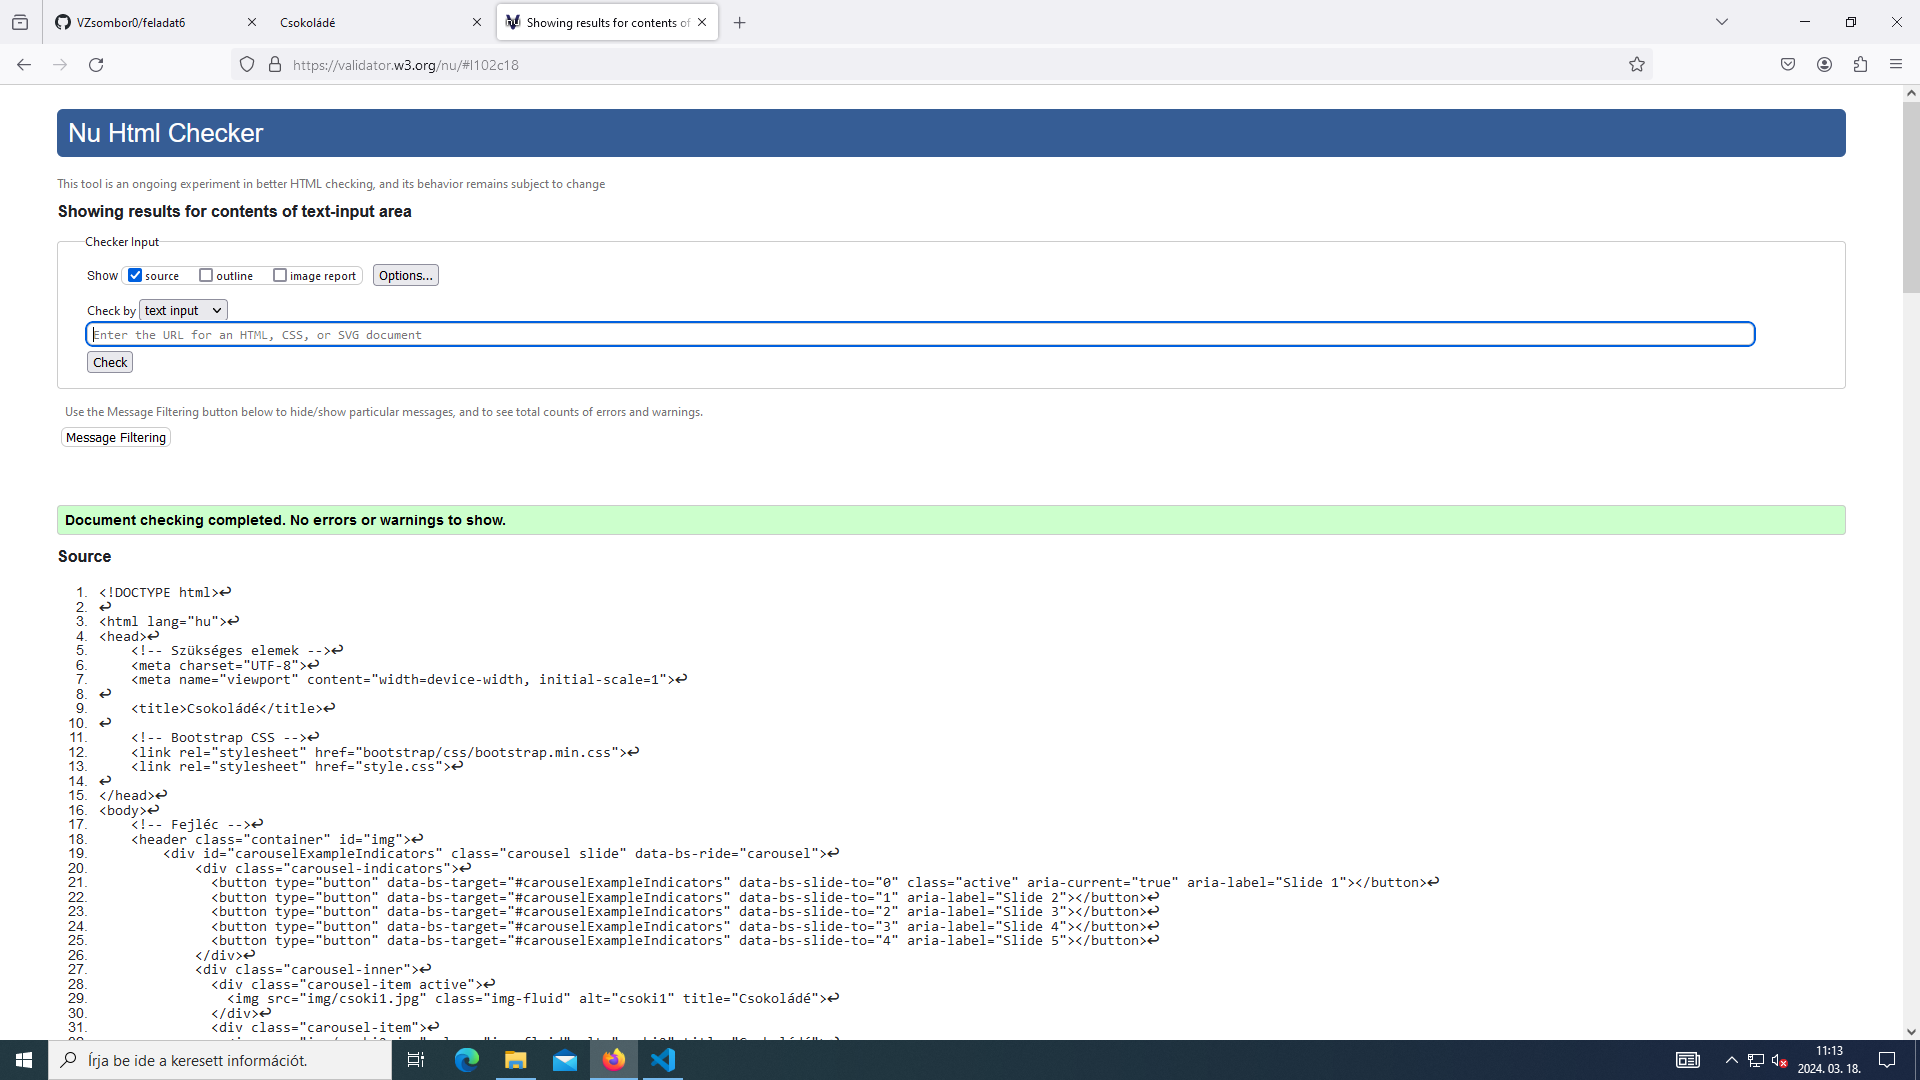 VZsombor0/feladat6
Csokoládé
Showing results for contents of
https://validator.w3.org/nu/#l102c18
Nu Html Checker
This tool is an ongoing experiment in better HTML checking, and its behavior remains subject to change
Showing results for contents of text-input area
Checker Input
Show source outline image report Options...
Check by text input
Enter the URL for an HTML, CSS, or SVG document
Check
Use the Message Filtering button below to hide/show particular messages, and to see total counts of errors and warnings.
Message Filtering
Document checking completed. No errors or warnings to show.
Source
1. <!DOCTYPE html>↩
2. ↩
3. <html lang="hu">↩
4. <head>↩
5. <!-- Szükséges elemek -->↩
6. <meta charset="UTF-8">↩
7. <meta name="viewport" content="width=device-width, initial-scale=1">↩
8. ↩
9. <title>Csokoládé</title>↩
10. ↩
11. <!-- Bootstrap CSS -->↩
12. <link rel="stylesheet" href="bootstrap/css/bootstrap.min.css">↩
13. <link rel="stylesheet" href="style.css">↩
14. ↩
15. </head>↩
16. <body>↩
17. <!-- Fejléc -->↩
18. <header class="container" id="img">↩
19. <div id="carouselExampleIndicators" class="carousel slide" data-bs-ride="carousel">↩
20. <div class="carousel-indicators">↩
21. <button type="button" data-bs-target="#carouselExampleIndicators" data-bs-slide-to="0" class="active" aria-current="true" aria-label="Slide 1"></button>↩
22. <button type="button" data-bs-target="#carouselExampleIndicators" data-bs-slide-to="1" aria-label="Slide 2"></button>↩
23. <button type="button" data-bs-target="#carouselExampleIndicators" data-bs-slide-to="2" aria-label="Slide 3"></button>↩
24. <button type="button" data-bs-target="#carouselExampleIndicators" data-bs-slide-to="3" aria-label="Slide 4"></button>↩
25. <button type="button" data-bs-target="#carouselExampleIndicators" data-bs-slide-to="4" aria-label="Slide 5"></button>↩
26. </div>↩
27. <div class="carousel-inner">↩
28. <div class="carousel-item active">↩
29. <img src="img/csoki1.jpg" class="img-fluid" alt="csoki1" title="Csokoládé">↩
30. </div>↩
31. <div class="carousel-item">↩
Írja be ide a keresett információt.
11:13
2024. 03. 18.